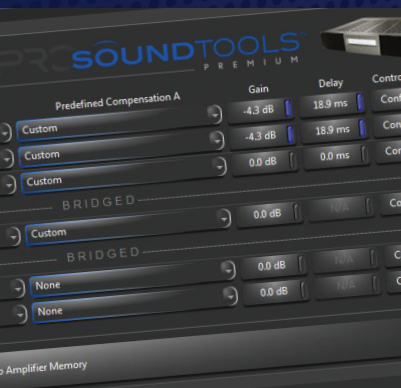 PRO SOUNDTOOLS
PREMIUM
Predefined Compensation A Gain Delay
Custom -4.3 dB 18.9 ms
Custom -4.3 dB 18.9 ms
Custom 0.0 dB 0.0 ms
BRIDGED
Custom 0.0 dB N/A
BRIDGED
None 0.0 dB N/A
None 0.0 dB N/A
Amplifier Memory